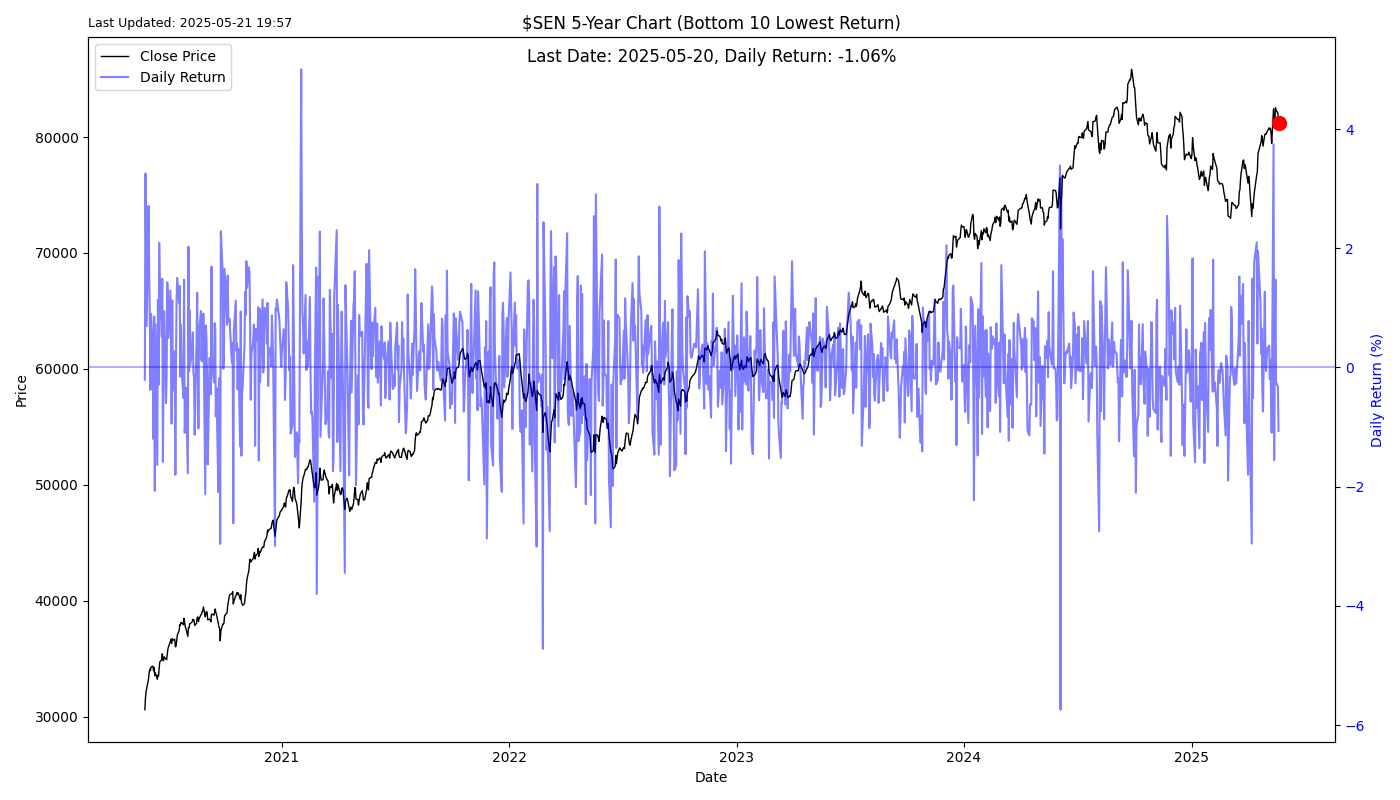 Last Updated: 2025-05-21 19:57
$SEN 5-Year Chart (Bottom 10 Lowest Return)
Last Date: 2025-05-20, Daily Return: -1.06%
Close Price
Daily Return
Price
80000
70000
60000
50000
40000
30000
4
2
0
−2
−4
−6
Daily Return (%)
2021
2022
2023
2024
2025
Date